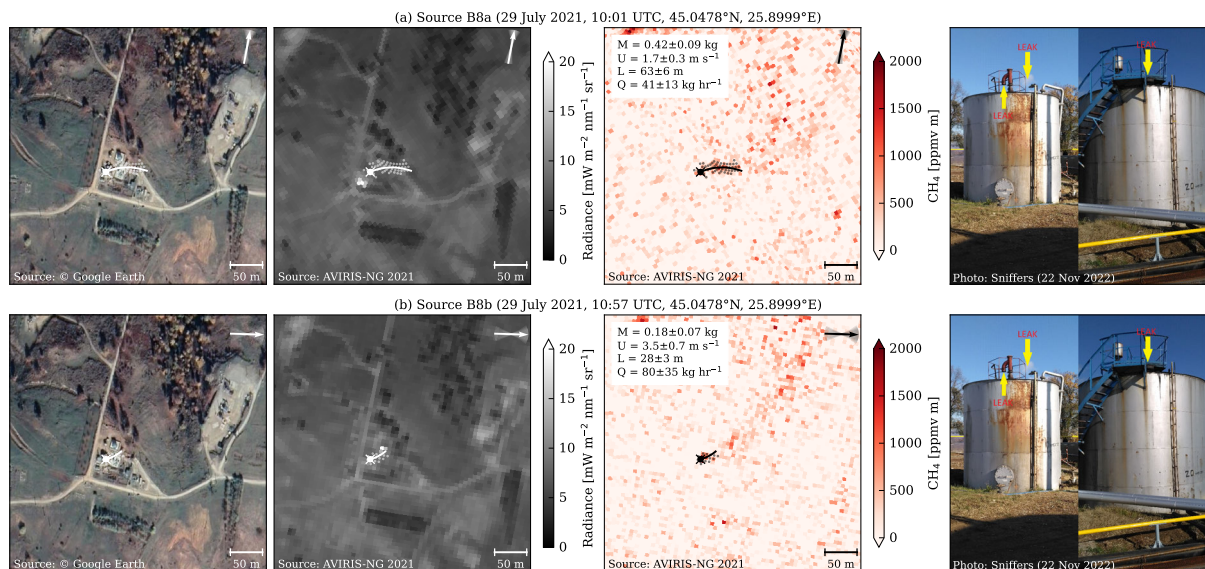 (a) Source B8a (29 July 2021, 10:01 UTC, 45.0478°N, 25.8999°E)
Source: © Google Earth
50 m
20
15
10
5
0
Radiance [mW m⁻² nm⁻¹ sr⁻¹]
Source: AVIRIS-NG 2021
50 m
M = 0.42±0.09 kg
U = 1.7±0.3 m s⁻¹
L = 63±6 m
Q = 41±13 kg hr⁻¹
Source: AVIRIS-NG 2021
50 m
2000
1500
1000
500
0
CH₄ [ppmv m]
LEAK
LEAK
LEAK
Photo: Sniffers (22 Nov 2022)
(b) Source B8b (29 July 2021, 10:57 UTC, 45.0478°N, 25.8999°E)
Source: © Google Earth
50 m
20
15
10
5
0
Radiance [mW m⁻² nm⁻¹ sr⁻¹]
Source: AVIRIS-NG 2021
50 m
M = 0.18±0.07 kg
U = 3.5±0.7 m s⁻¹
L = 28±3 m
Q = 80±35 kg hr⁻¹
Source: AVIRIS-NG 2021
50 m
2000
1500
1000
500
0
CH₄ [ppmv m]
LEAK
LEAK
LEAK
Photo: Sniffers (22 Nov 2022)